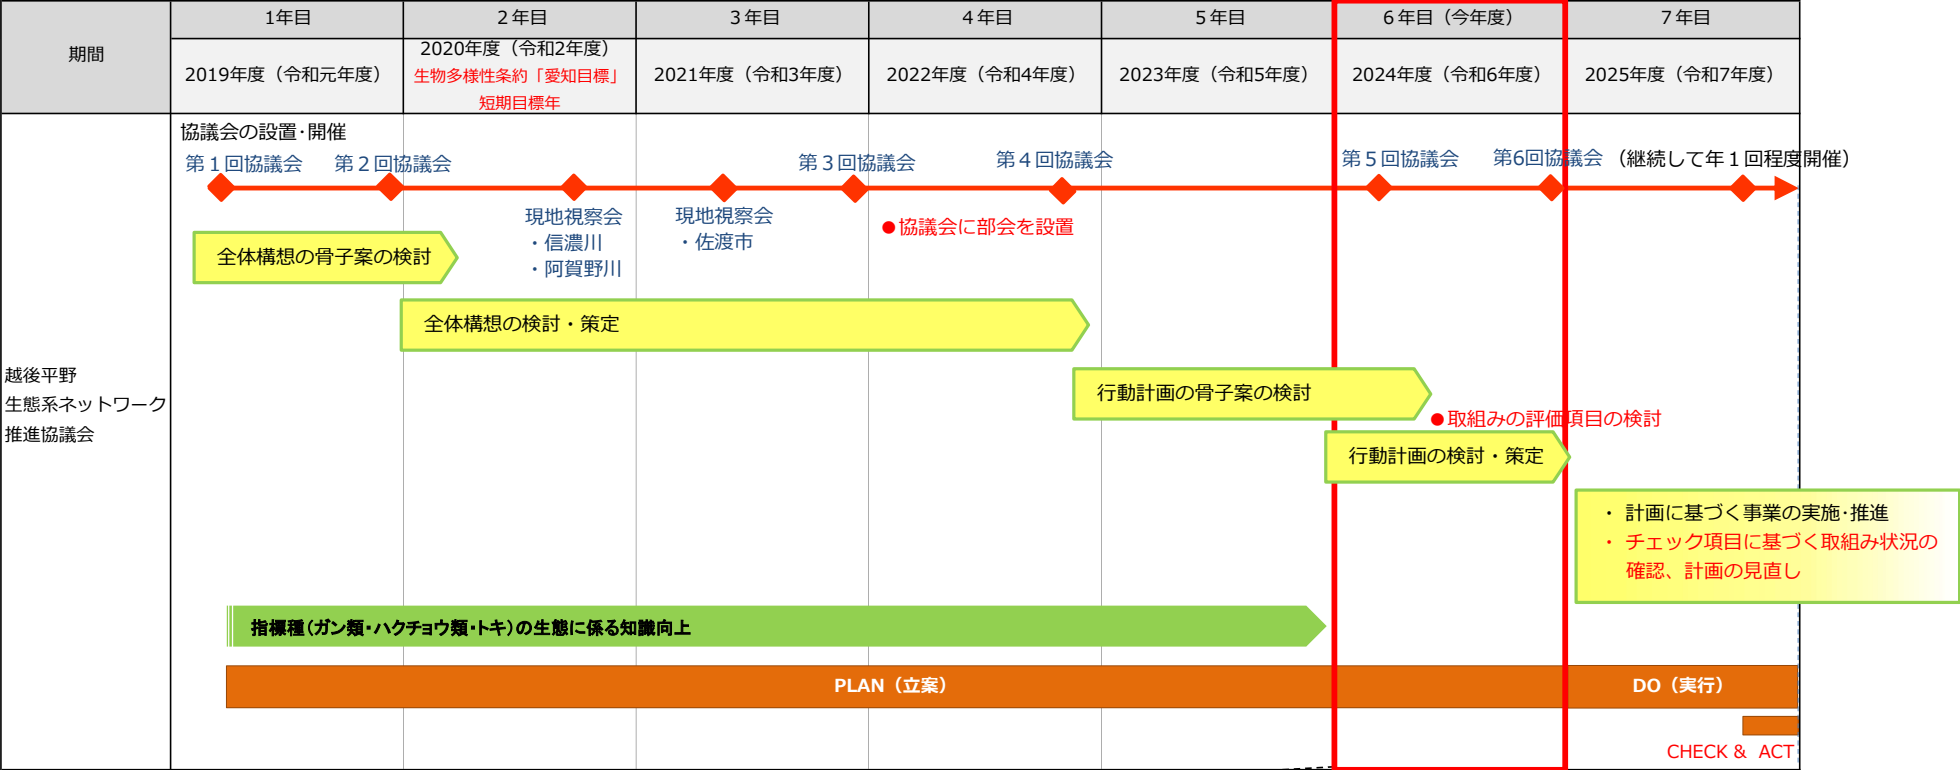 期間
1年目
２年目
３年目
４年目
５年目
６年目（今年度）
７年目
2019年度（令和元年度）
2020年度（令和2年度）
生物多様性条約「愛知目標」
短期目標年
2021年度（令和3年度）
2022年度（令和4年度）
2023年度（令和5年度）
2024年度（令和6年度）
2025年度（令和7年度）
越後平野
生態系ネットワーク
推進協議会
協議会の設置･開催
第１回協議会
第２回協議会
第３回協議会
第４回協議会
第５回協議会
第6回協議会
（継続して年１回程度開催）
現地視察会
・信濃川
・阿賀野川
現地視察会
・佐渡市
●協議会に部会を設置
全体構想の骨子案の検討
全体構想の検討・策定
行動計画の骨子案の検討
●取組みの評価項目の検討
行動計画の検討・策定
・ 計画に基づく事業の実施･推進
・ チェック項目に基づく取組み状況の
確認、計画の見直し
指標種（ガン類・ハクチョウ類・トキ）の生態に係る知識向上
PLAN（立案）
DO（実行）
CHECK & ACT